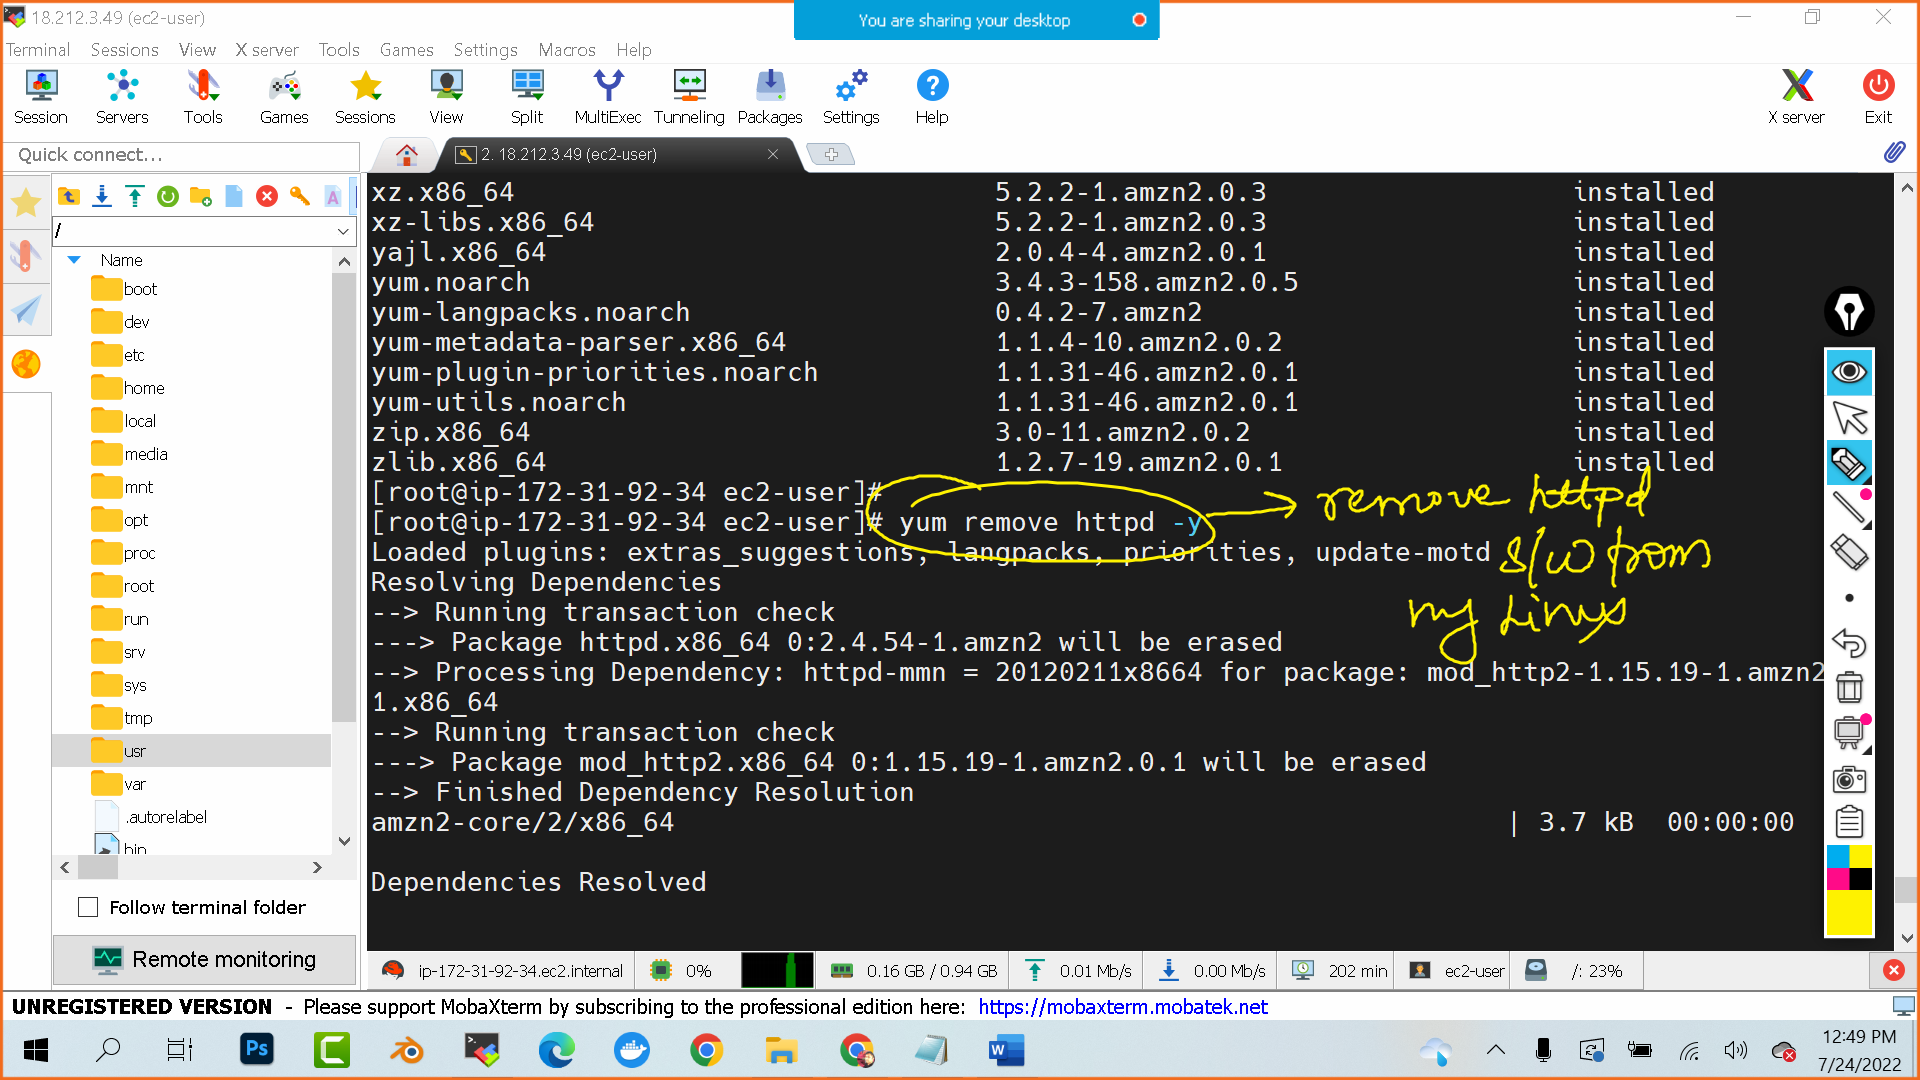 18.212.3.49 (ec2-user)
You are sharing your desktop
Terminal Sessions View X server Tools Games Settings Macros Help
Session Servers Tools Games Sessions View Split MultiExec Tunneling Packages Settings Help X server Exit
Quick connect...
2. 18.212.3.49 (ec2-user)
/
Name
boot
dev
etc
home
local
media
mnt
opt
proc
root
run
srv
sys
tmp
usr
var
.autorelabel
bin
Follow terminal folder
Remote monitoring
xz.x86_64 5.2.2-1.amzn2.0.3 installed
xz-libs.x86_64 5.2.2-1.amzn2.0.3 installed
yajl.x86_64 2.0.4-4.amzn2.0.1 installed
yum.noarch 3.4.3-158.amzn2.0.5 installed
yum-langpacks.noarch 0.4.2-7.amzn2 installed
yum-metadata-parser.x86_64 1.1.4-10.amzn2.0.2 installed
yum-plugin-priorities.noarch 1.1.31-46.amzn2.0.1 installed
yum-utils.noarch 1.1.31-46.amzn2.0.1 installed
zip.x86_64 3.0-11.amzn2.0.2 installed
zlib.x86_64 1.2.7-19.amzn2.0.1 installed
[root@ip-172-31-92-34 ec2-user]#
[root@ip-172-31-92-34 ec2-user]# yum remove httpd -y
Loaded plugins: extras_suggestions, langpacks, priorities, update-motd
Resolving Dependencies
--> Running transaction check
---> Package httpd.x86_64 0:2.4.54-1.amzn2 will be erased
--> Processing Dependency: httpd-mmn = 20120211x8664 for package: mod_http2-1.15.19-1.amzn2
1.x86_64
--> Running transaction check
---> Package mod_http2.x86_64 0:1.15.19-1.amzn2.0.1 will be erased
--> Finished Dependency Resolution
amzn2-core/2/x86_64 | 3.7 kB 00:00:00
Dependencies Resolved
remove httpd
S/W from
my Linux
ip-172-31-92-34.ec2.internal 0% 0.16 GB / 0.94 GB 0.01 Mb/s 0.00 Mb/s 202 min ec2-user /: 23%
UNREGISTERED VERSION - Please support MobaXterm by subscribing to the professional edition here: https://mobaxterm.mobatek.net
Ps
12:49 PM
7/24/2022